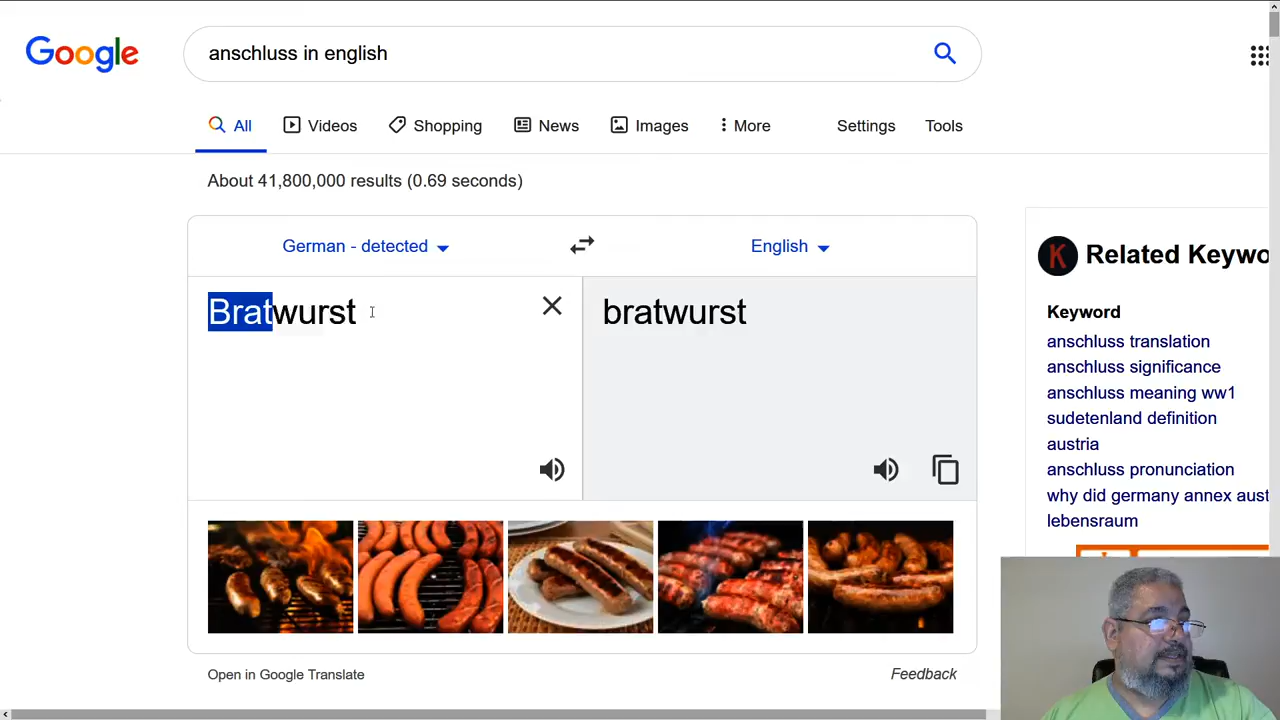 Google
anschluss in english
All Videos Shopping News Images More Settings Tools
About 41,800,000 results (0.69 seconds)
German - detected English
Bratwurst bratwurst
Open in Google Translate Feedback
K Related Keywo
Keyword
anschluss translation
anschluss significance
anschluss meaning ww1
sudetenland definition
austria
anschluss pronunciation
why did germany annex aust
lebensraum